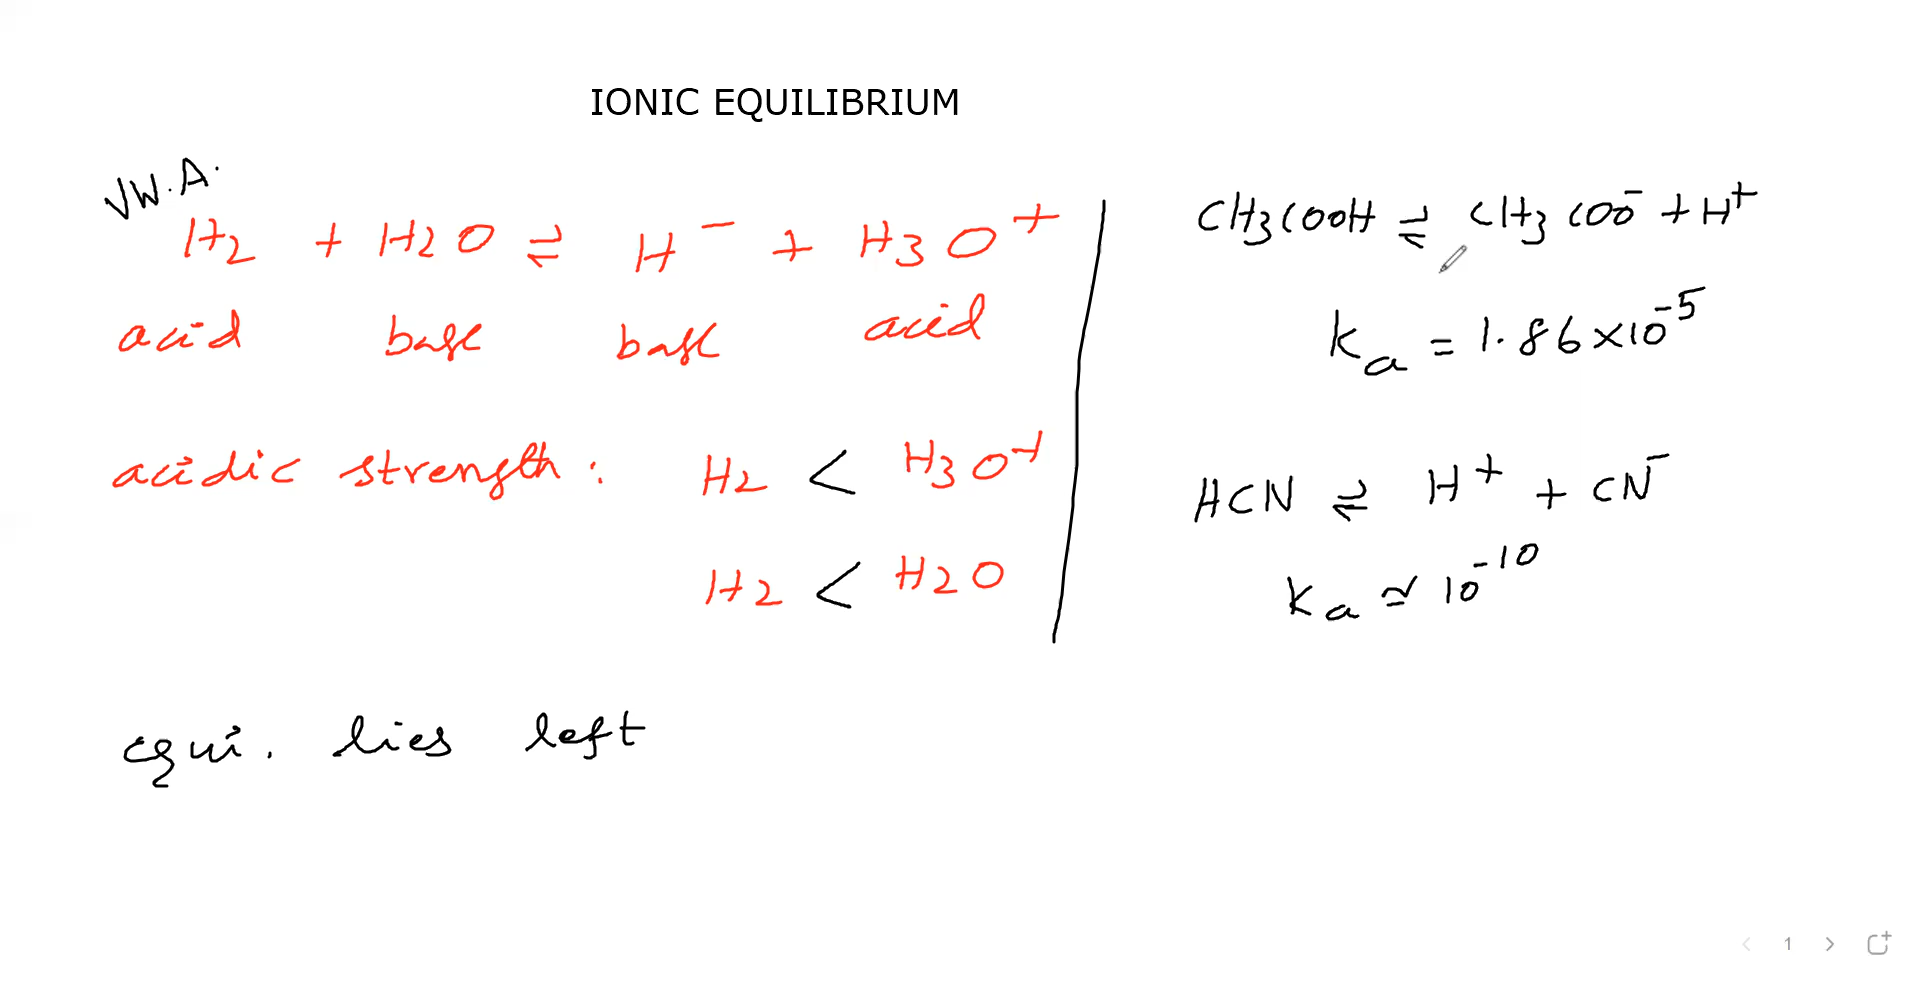 IONIC EQUILIBRIUM
VW.A.
H2 + H2O ⇌ H⁻ + H3O⁺
acid base base acid
acidic strength : H2 < H3O⁺
H2 < H2O
equi. lies left
CH3COOH ⇌ CH3COO⁻ + H⁺
Ka = 1.86×10⁻⁵
HCN ⇌ H⁺ + CN⁻
Ka ≃ 10⁻¹⁰
1